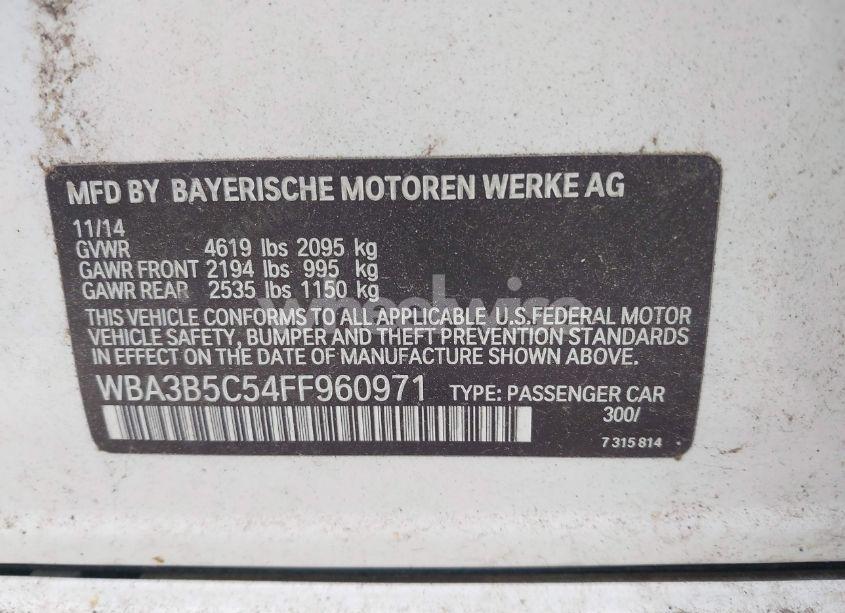 MFD BY BAYERISCHE MOTOREN WERKE AG
11/14
GVWR 4619 lbs 2095 kg
GAWR FRONT 2194 lbs 995 kg
GAWR REAR 2535 lbs 1150 kg
THIS VEHICLE CONFORMS TO ALL APPLICABLE U.S.FEDERAL MOTOR
VEHICLE SAFETY, BUMPER AND THEFT PREVENTION STANDARDS
IN EFFECT ON THE DATE OF MANUFACTURE SHOWN ABOVE.
WBA3B5C54FF960971 TYPE: PASSENGER CAR
300/
7 315 814
wheelwise